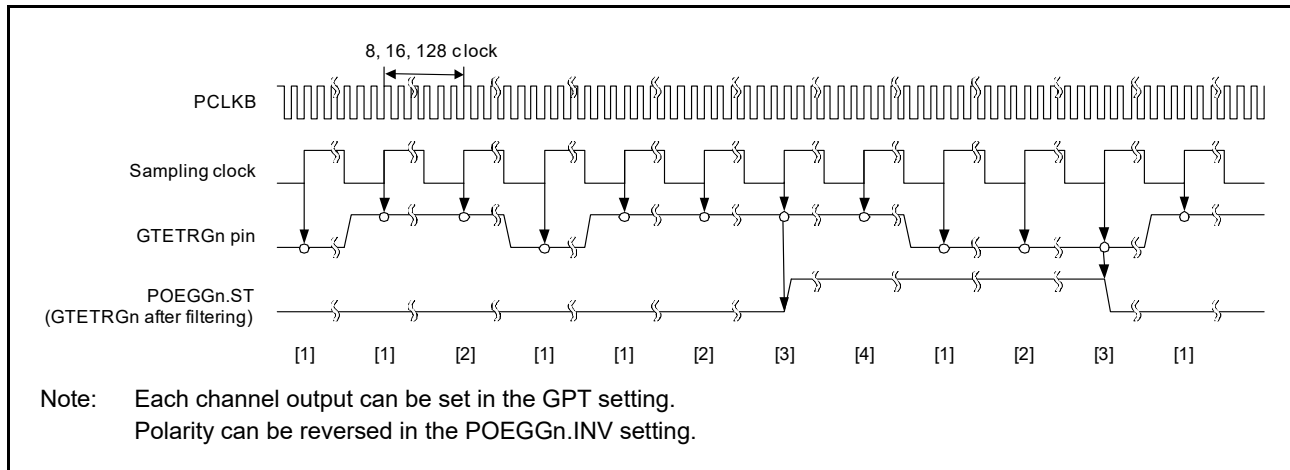 8, 16, 128 clock
PCLKB
Sampling clock
GTETRGn pin
POEGGn.ST
(GTETRGn after filtering)
[1] [1] [2] [1] [1] [2] [3] [4] [1] [2] [3] [1]
Note: Each channel output can be set in the GPT setting.
Polarity can be reversed in the POEGGn.INV setting.